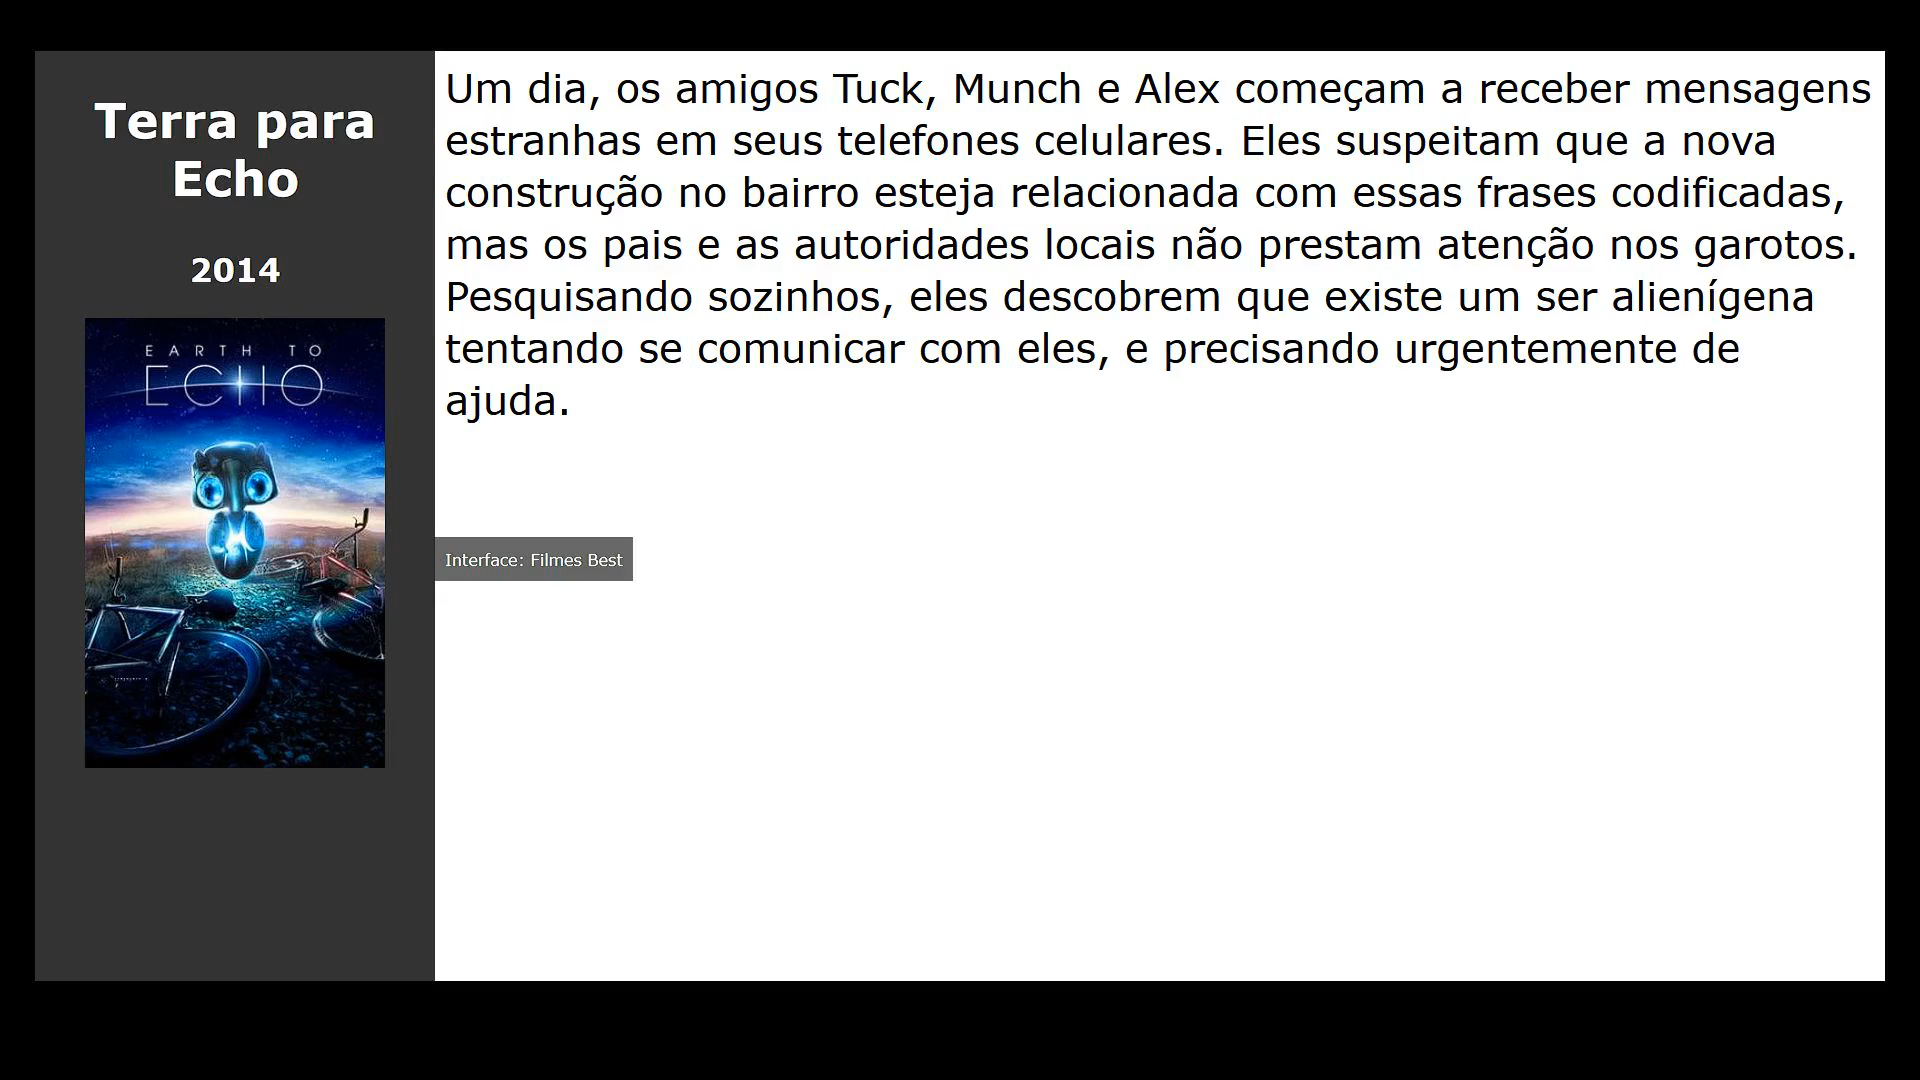 Terra para
Echo
2014
EARTH TO
ECHO
Um dia, os amigos Tuck, Munch e Alex começam a receber mensagens
estranhas em seus telefones celulares. Eles suspeitam que a nova
construção no bairro esteja relacionada com essas frases codificadas,
mas os pais e as autoridades locais não prestam atenção nos garotos.
Pesquisando sozinhos, eles descobrem que existe um ser alienígena
tentando se comunicar com eles, e precisando urgentemente de
ajuda.
Interface: Filmes Best